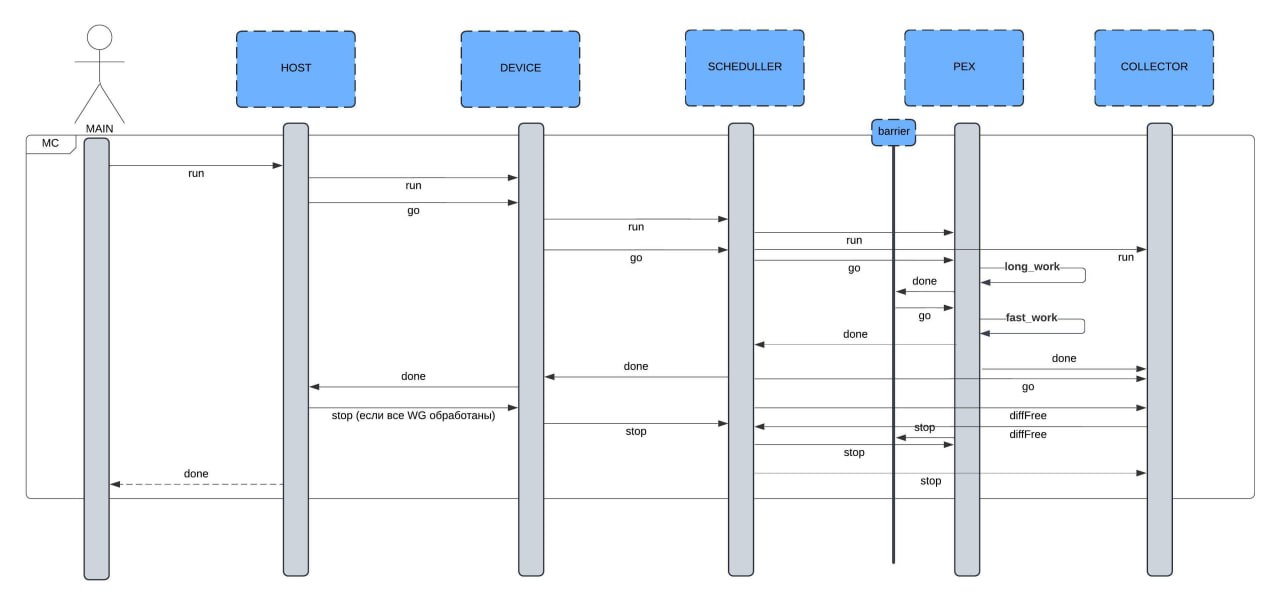 HOST
DEVICE
SCHEDULLER
PEX
COLLECTOR
MAIN
barrier
MC
run
run
go
run
run
go
run
go
long_work
done
go
fast_work
done
done
done
done
go
stop (если все WG обработаны)
diffFree
stop
stop
diffFree
stop
done
stop